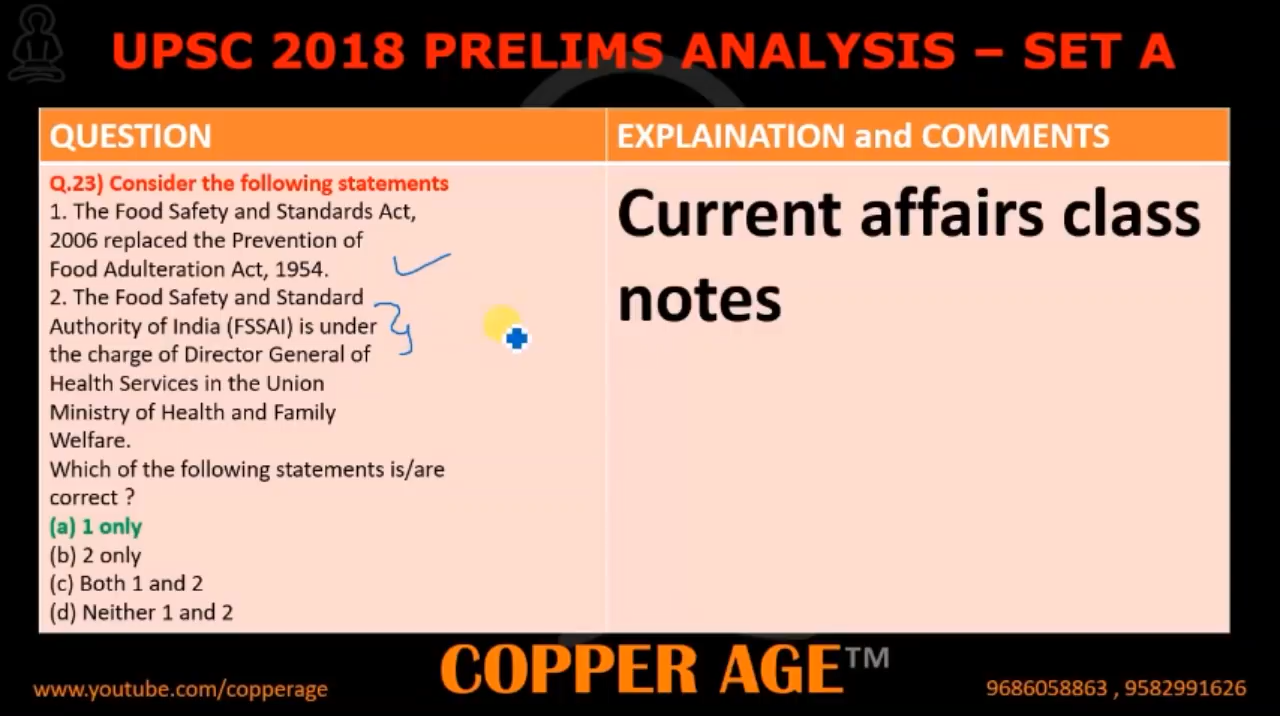 UPSC 2018 PRELIMS ANALYSIS – SET A
QUESTION
Q.23) Consider the following statements
1. The Food Safety and Standards Act,
2006 replaced the Prevention of
Food Adulteration Act, 1954.
2. The Food Safety and Standard
Authority of India (FSSAI) is under
the charge of Director General of
Health Services in the Union
Ministry of Health and Family
Welfare.
Which of the following statements is/are
correct ?
(a) 1 only
(b) 2 only
(c) Both 1 and 2
(d) Neither 1 and 2
EXPLAINATION and COMMENTS
Current affairs class
notes
COPPER AGE™
www.youtube.com/copperage
9686058863 , 9582991626